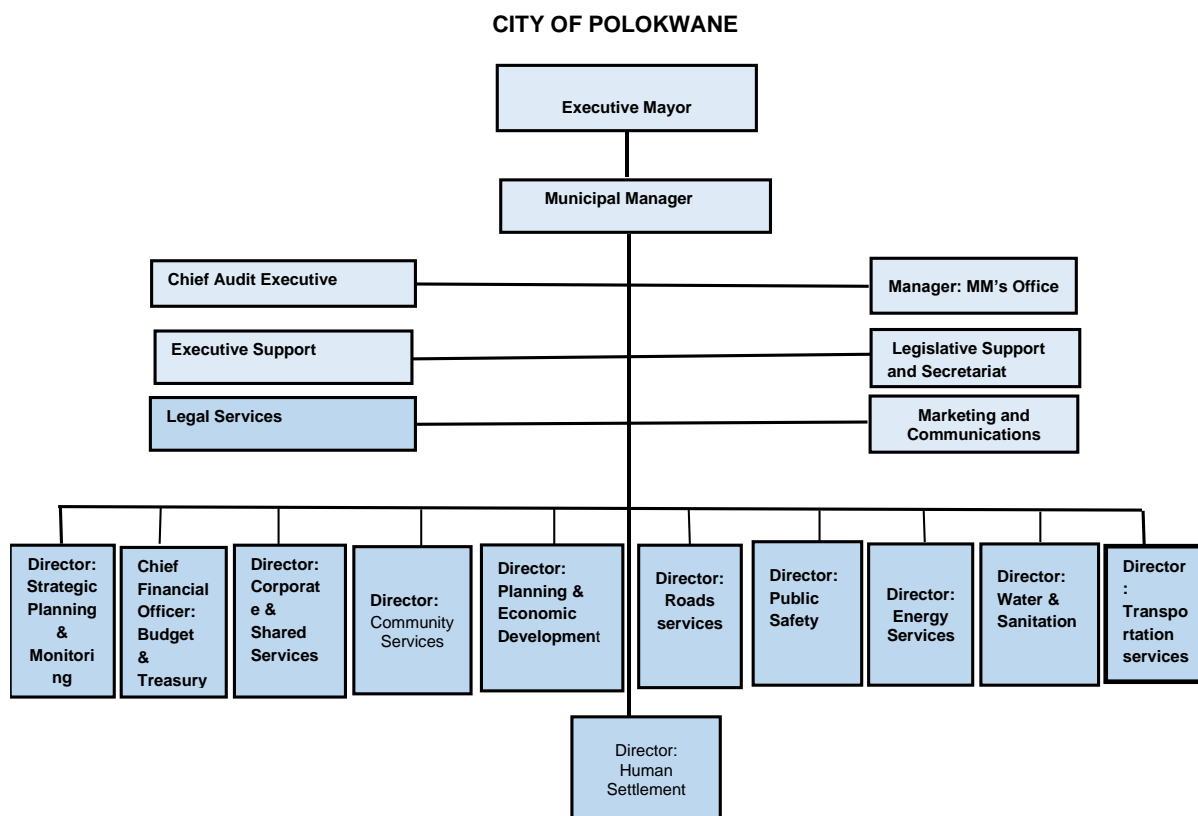 CITY OF POLOKWANE
Executive Mayor
Municipal Manager
Chief Audit Executive
Manager: MM's Office
Executive Support
Legislative Support
and Secretariat
Legal Services
Marketing and
Communications
Director:
Strategic
Planning
&
Monitori
ng
Chief
Financial
Officer:
Budget
&
Treasury
Director:
Corporat
e &
Shared
Services
Director:
Community
Services
Director:
Planning &
Economic
Development
Director:
Roads
services
Director:
Public
Safety
Director:
Energy
Services
Director:
Water &
Sanitation
Director
:
Transpo
rtation
services
Director:
Human
Settlement